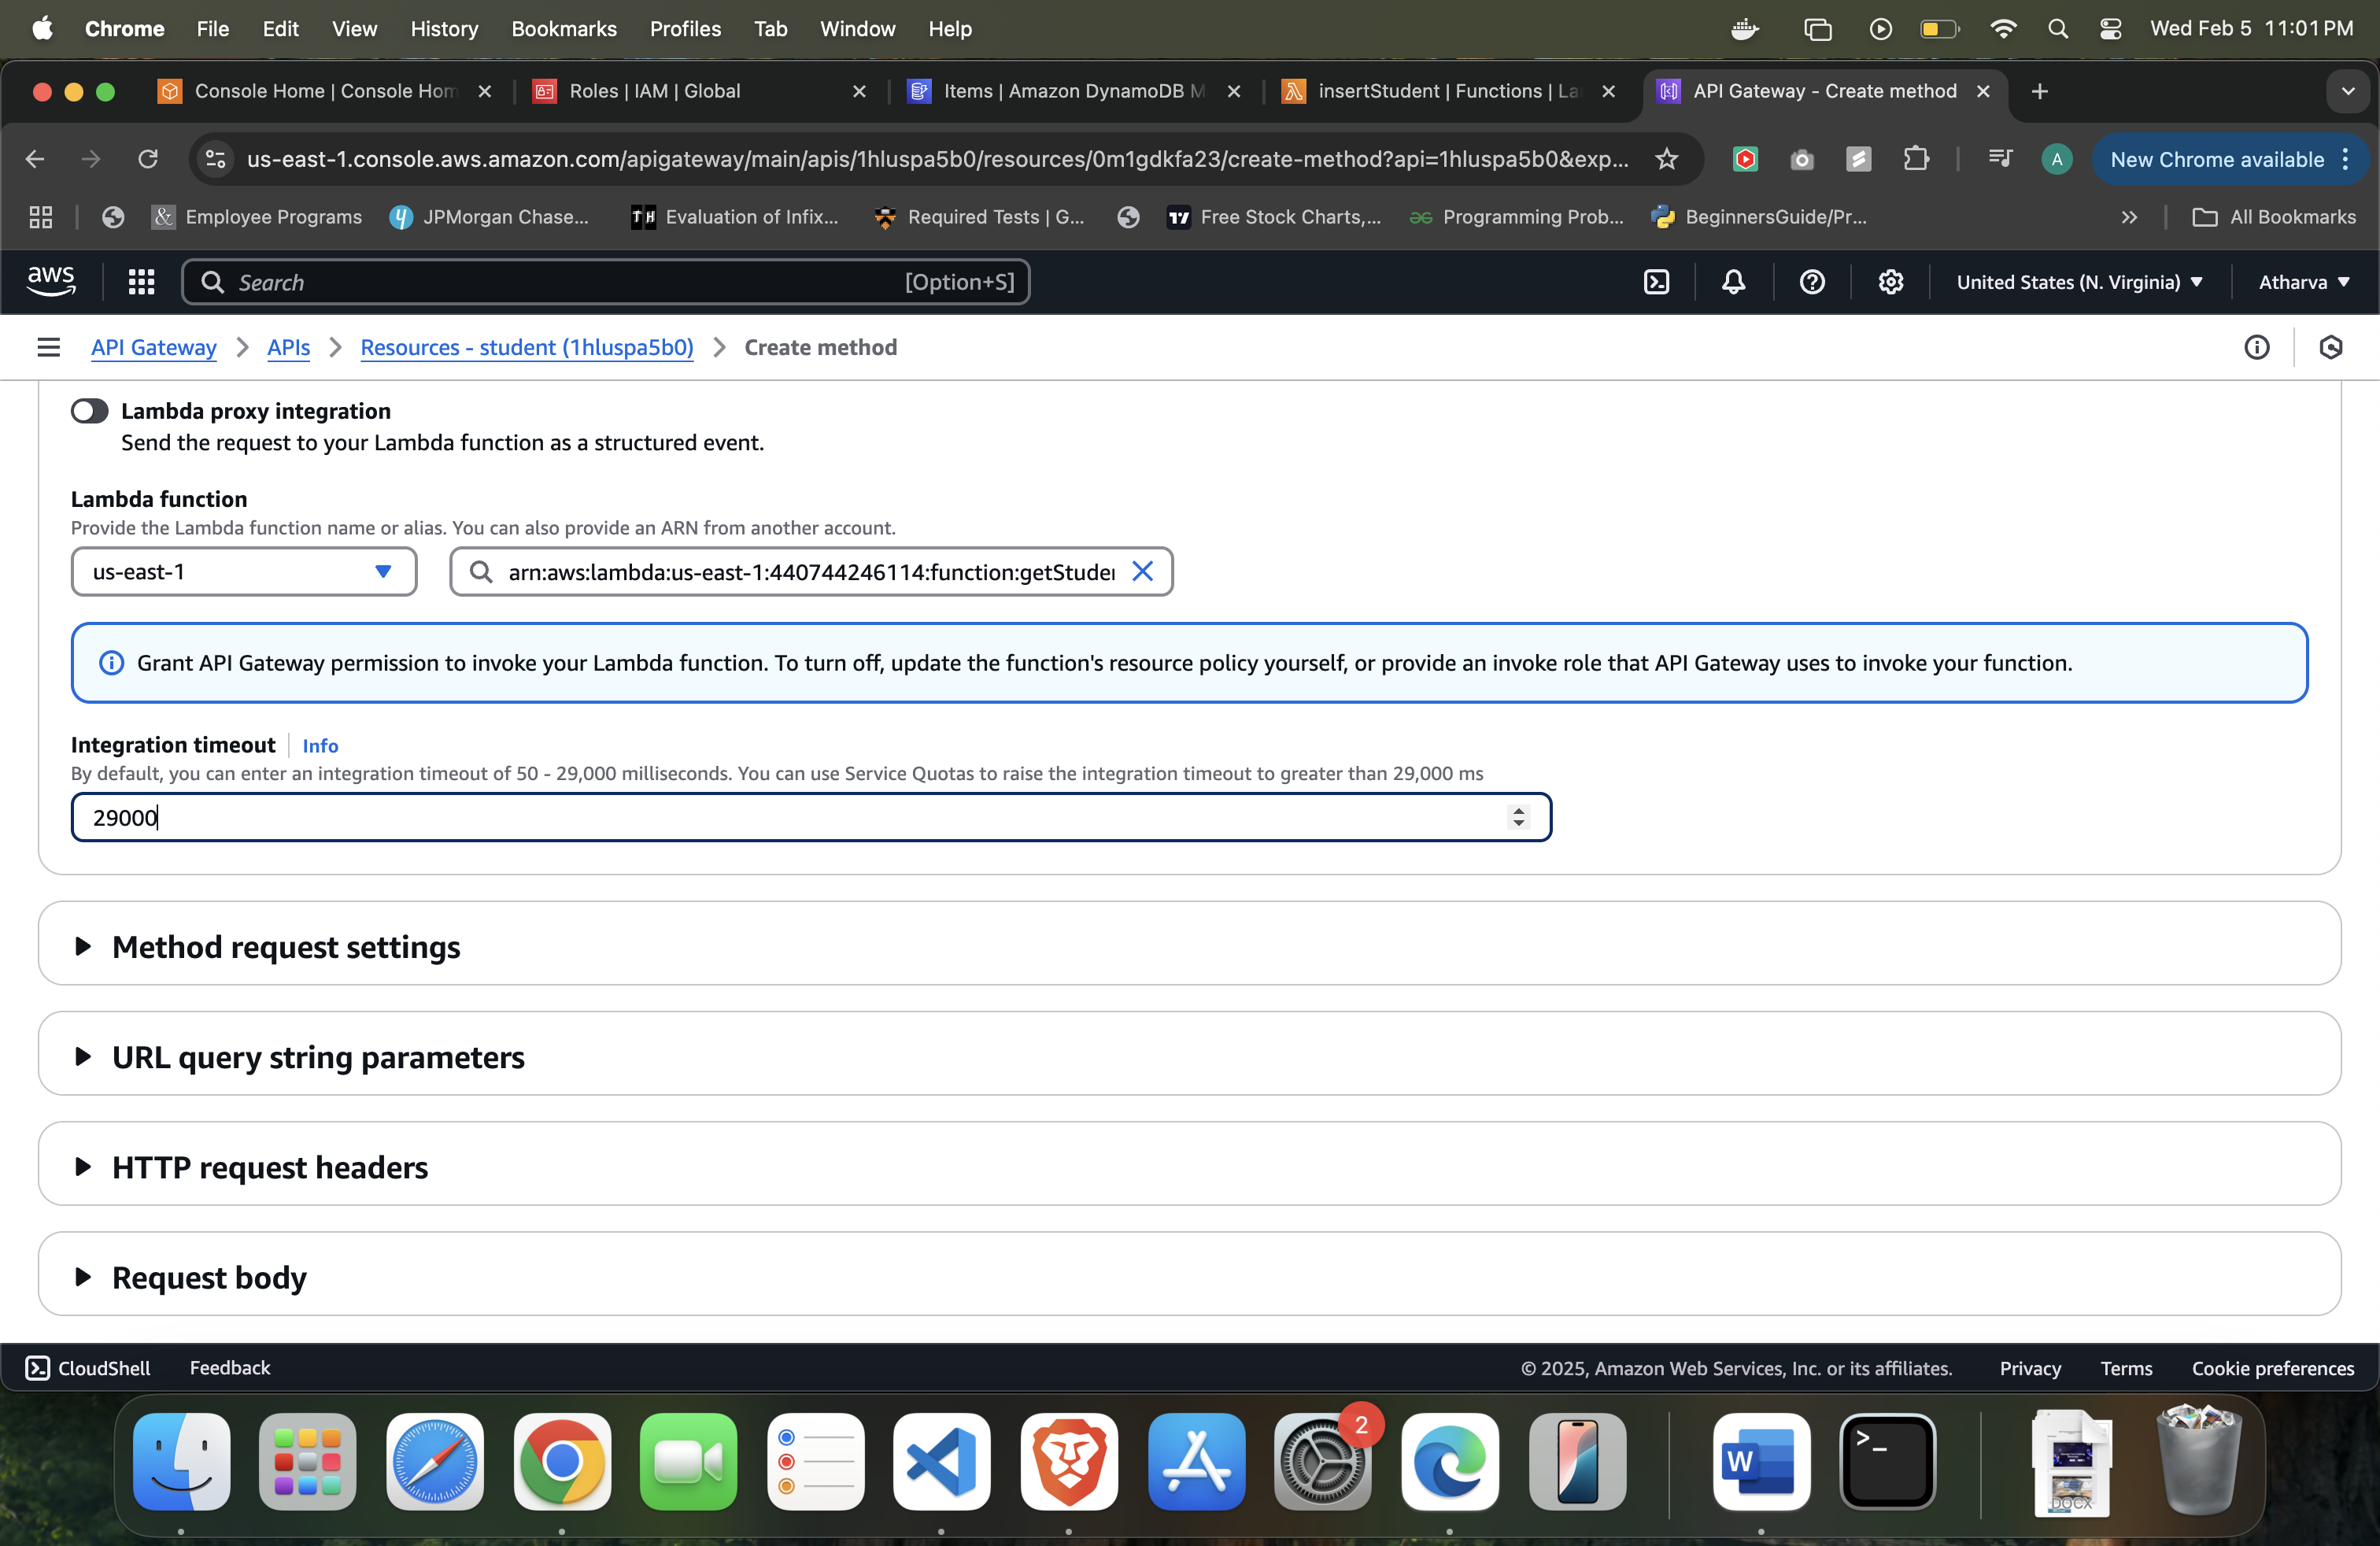 Chrome File Edit View History Bookmarks Profiles Tab Window Help Wed Feb 5 11:01 PM
Console Home | Console Hom Roles | IAM | Global Items | Amazon DynamoDB M insertStudent | Functions | La API Gateway - Create method
us-east-1.console.aws.amazon.com/apigateway/main/apis/1hluspa5b0/resources/0m1gdkfa23/create-method?api=1hluspa5b0&exp... A New Chrome available
Employee Programs JPMorgan Chase... Evaluation of Infix... Required Tests | G... Free Stock Charts,... Programming Prob... BeginnersGuide/Pr... All Bookmarks
aws Search [Option+S] United States (N. Virginia) Atharva
API Gateway APIs Resources - student (1hluspa5b0) Create method
Lambda proxy integration
Send the request to your Lambda function as a structured event.
Lambda function
Provide the Lambda function name or alias. You can also provide an ARN from another account.
us-east-1 arn:aws:lambda:us-east-1:440744246114:function:getStuder
Grant API Gateway permission to invoke your Lambda function. To turn off, update the function's resource policy yourself, or provide an invoke role that API Gateway uses to invoke your function.
Integration timeout Info
By default, you can enter an integration timeout of 50 - 29,000 milliseconds. You can use Service Quotas to raise the integration timeout to greater than 29,000 ms
29000
Method request settings
URL query string parameters
HTTP request headers
Request body
CloudShell Feedback © 2025, Amazon Web Services, Inc. or its affiliates. Privacy Terms Cookie preferences
2
W
DOCX